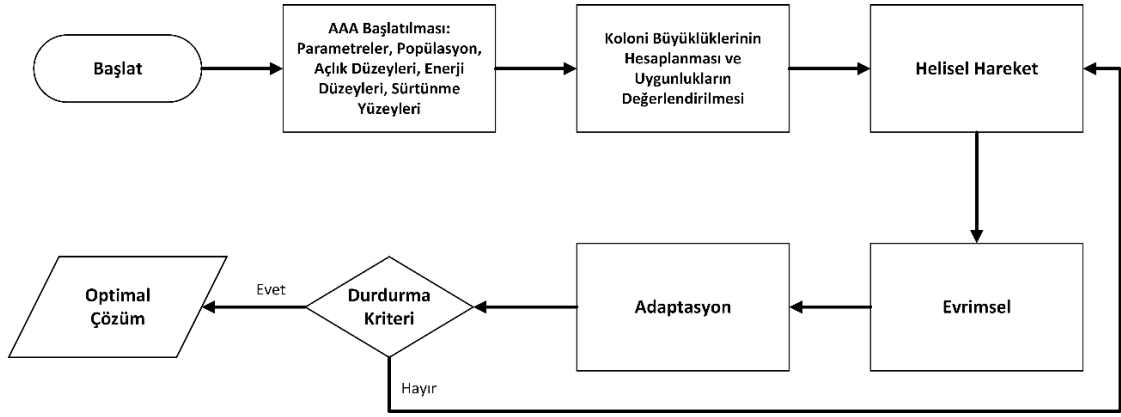 Başlat
AAA Başlatılması:
Parametreler, Popülasyon,
Açlık Düzeyleri, Enerji
Düzeyleri, Sürtünme
Yüzeyleri
Koloni Büyüklüklerinin
Hesaplanması ve
Uygunlukların
Değerlendirilmesi
Helisel Hareket
Evrimsel
Adaptasyon
Durdurma
Kriteri
Evet
Optimal
Çözüm
Hayır